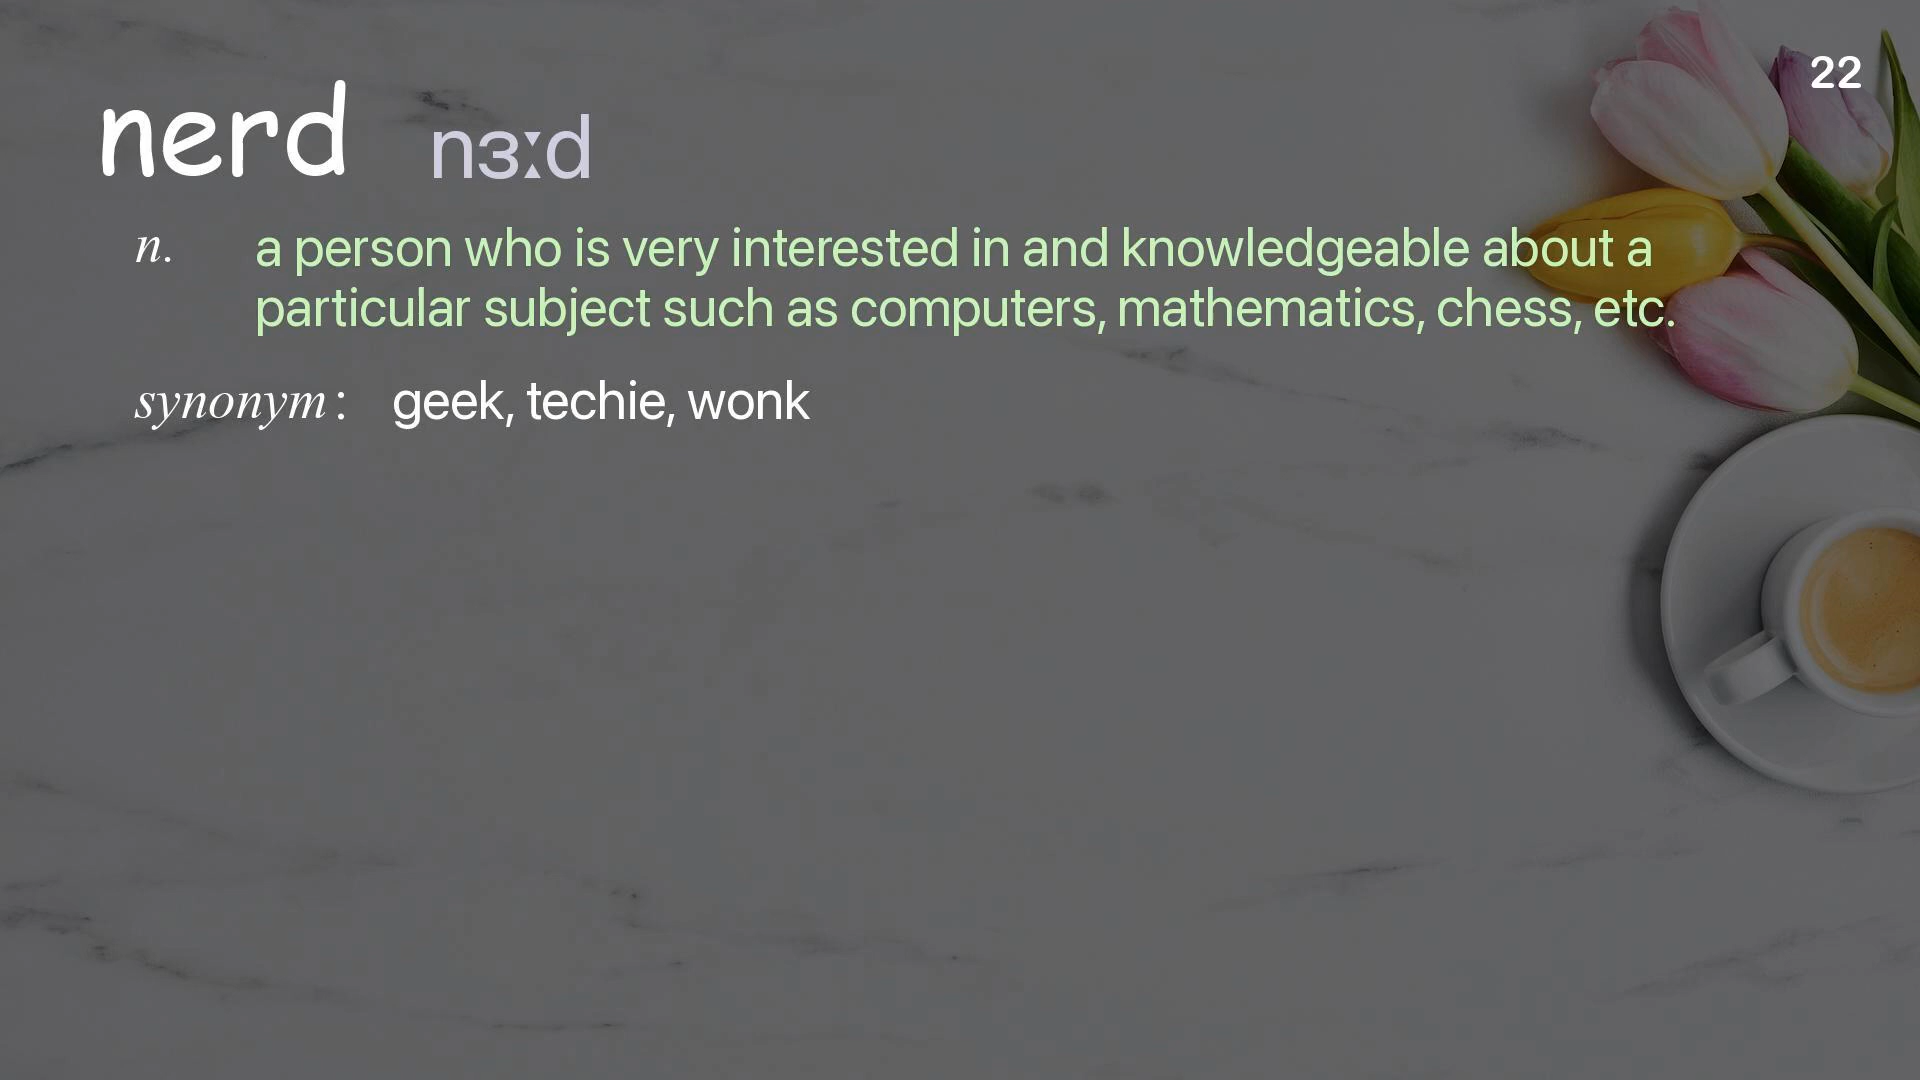 22
nerd nɜːd
n. a person who is very interested in and knowledgeable about a
particular subject such as computers, mathematics, chess, etc.
synonym: geek, techie, wonk